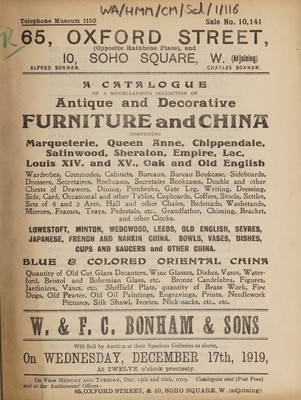 WA/HMM/CM/Sal/1/116
Telephone Museum 1150 Sale No. 10,141
65, OXFORD STREET,
(Opposite Rathbone Place), and
10, SOHO SQUARE, W. (Adjoining)
ALFRED BONHAM. CHARLES BONHAM.
A CATALOGUE
OF A MISCELLANEOUS COLLECTION OF
Antique and Decorative
FURNITURE and CHINA
COMPRISING
Marqueterie, Queen Anne, Chippendale,
Satinwood, Sheraton, Empire, Lac,
Louis XIV. and XV., Oak and Old English
Wardrobes, Commodes, Cabinets, Bureaus, Bureau Bookcase, Sideboards,
Dressers, Secretaires, Bookcases, Secretaire Bookcases, Double and other
Chests of Drawers, Dining, Pembroke, Gate Leg, Writing, Dressing,
Side, Card, Occasional and other Tables, Cupboards, Coffers, Stools, Settles,
Sets of 6 and 2 Arm, Hall and other Chairs, Bedsteads, Washstands,
Mirrors, Frames, Trays, Pedestals, etc., Grandfather, Chiming, Bracket,
and other Clocks.
LOWESTOFT, MINTON, WEDGWOOD, LEEDS, OLD ENGLISH, SEVRES,
JAPANESE, FRENCH AND NANKIN CHINA. BOWLS, VASES, DISHES,
CUPS AND SAUCERS and OTHER CHINA.
BLUE & COLORED ORIENTAL CHINA
Quantity of Old Cut Glass Decanters, Wine Glasses, Dishes, Vases, Water-
ford, Bristol and Bohemian Glass, etc. Bronze Candelabra, Figures,
Jardinieres, Vases, etc. Sheffield Plate, quantity of Brass Work, Fire
Dogs, Old Pewter, Old Oil Paintings, Engravings, Prints, Needlework
Pictures, Silk Shawl, Ivories, Nick-nacks, etc., etc.
W. & F. C. BONHAM & SONS
Will Sell by Auction at their Spacious Galleries as above,
On WEDNESDAY, DECEMBER 17th, 1919,
At TWELVE o'clock precisely.
On View MONDAY AND TUESDAY, Dec. 15th and 16th, 1919. Catalogues sent (Post Free)
and at the Auctioneers' Offices:
65, OXFORD STREET, & 10, SOHO SQUARE, W. (adjoining).